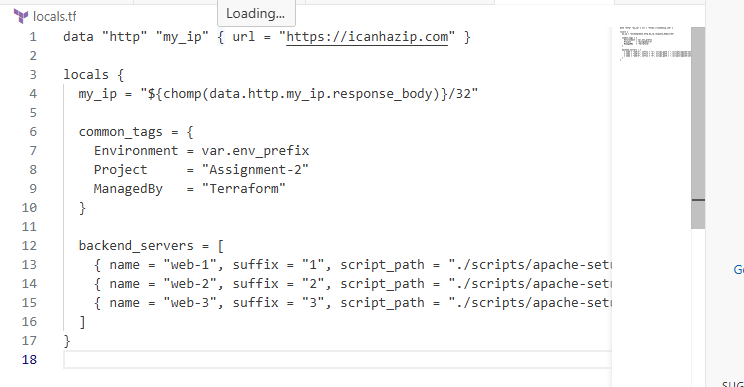 Loading...
locals.tf
1 data "http" "my_ip" { url = "https://icanhazip.com" }
2
3 locals {
4   my_ip = "${chomp(data.http.my_ip.response_body)}/32"
5
6   common_tags = {
7     Environment = var.env_prefix
8     Project     = "Assignment-2"
9     ManagedBy   = "Terraform"
10   }
11
12   backend_servers = [
13     { name = "web-1", suffix = "1", script_path = "./scripts/apache-setu
14     { name = "web-2", suffix = "2", script_path = "./scripts/apache-setu
15     { name = "web-3", suffix = "3", script_path = "./scripts/apache-setu
16   ]
17 }
18